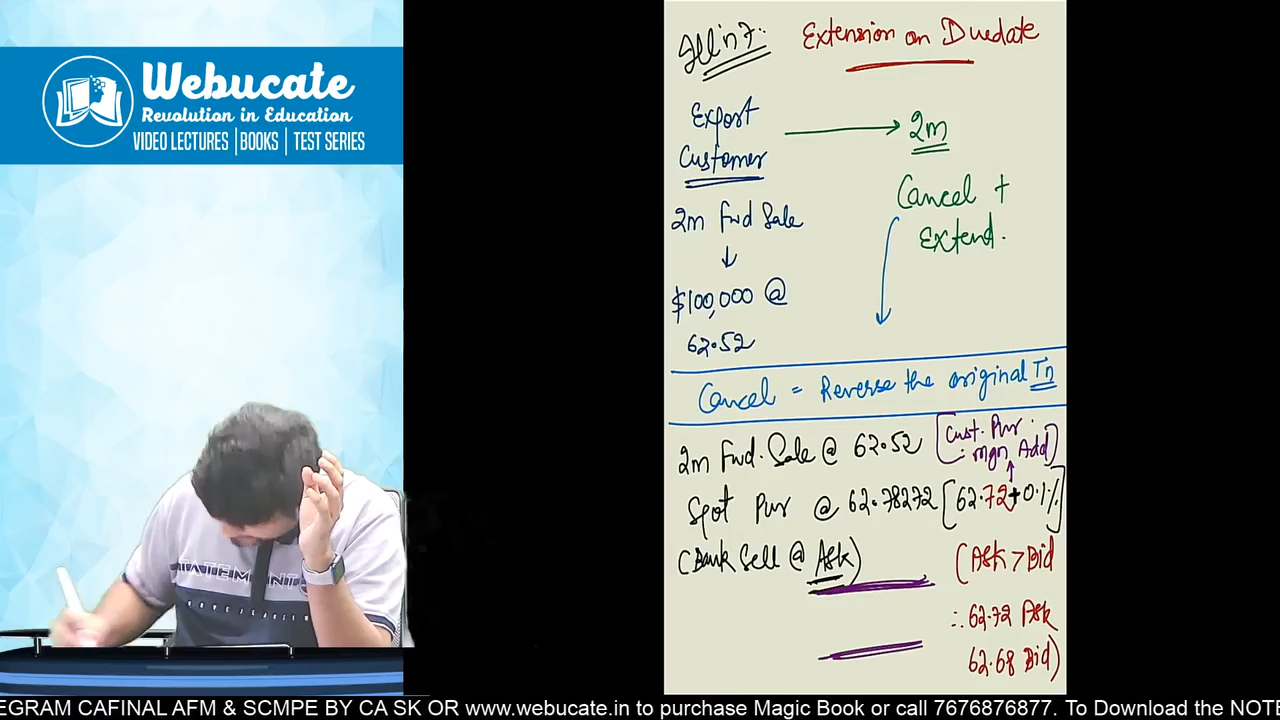 Webucate
Revolution in Education
VIDEO LECTURES | BOOKS | TEST SERIES
Ill'n 7:
Extension on Duedate
Export
Customer
2m
2m Fwd Sale
$100,000 @
62.52
Cancel +
Extend.
Cancel = Reverse the original Tn
2m Fwd. Sale @ 62.52
[Cust. Pur.
∴ mgn Add]
Spot Pur @ 62.78272 [62.72+0.1%]
(Bank Sell @ Ask)
(Ask > Bid
∴ 62.72 Ask
62.68 Bid)
STATEMENT
EGRAM CAFINAL AFM & SCMPE BY CA SK OR www.webucate.in to purchase Magic Book or call 7676876877. To Download the NOTE